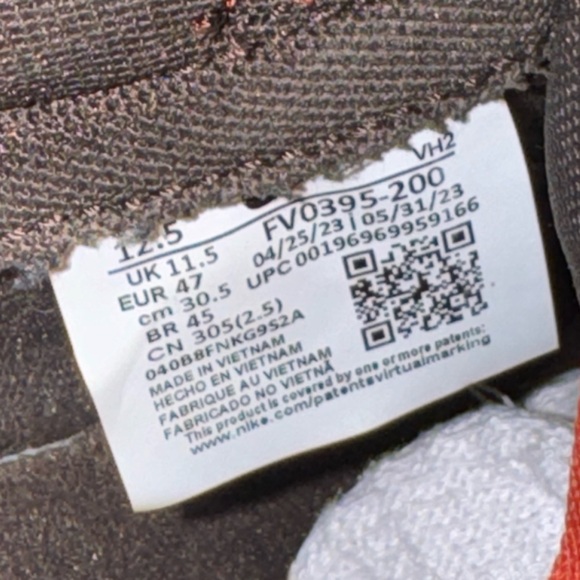 VH2
12.5
FV0395-200
UK 11.5
04/25/23 | 05/31/23
EUR 47
UPC 00196969959166
cm 30.5
BR 45
CN 305(2.5)
040BBFNKG952A
MADE IN VIETNAM
HECHO EN VIETNAM
FABRIQUE AU VIETNAM
FABRICADO NO VIETNÃ
This product is covered by one or more patents:
www.nike.com/patentsvirtualmarking